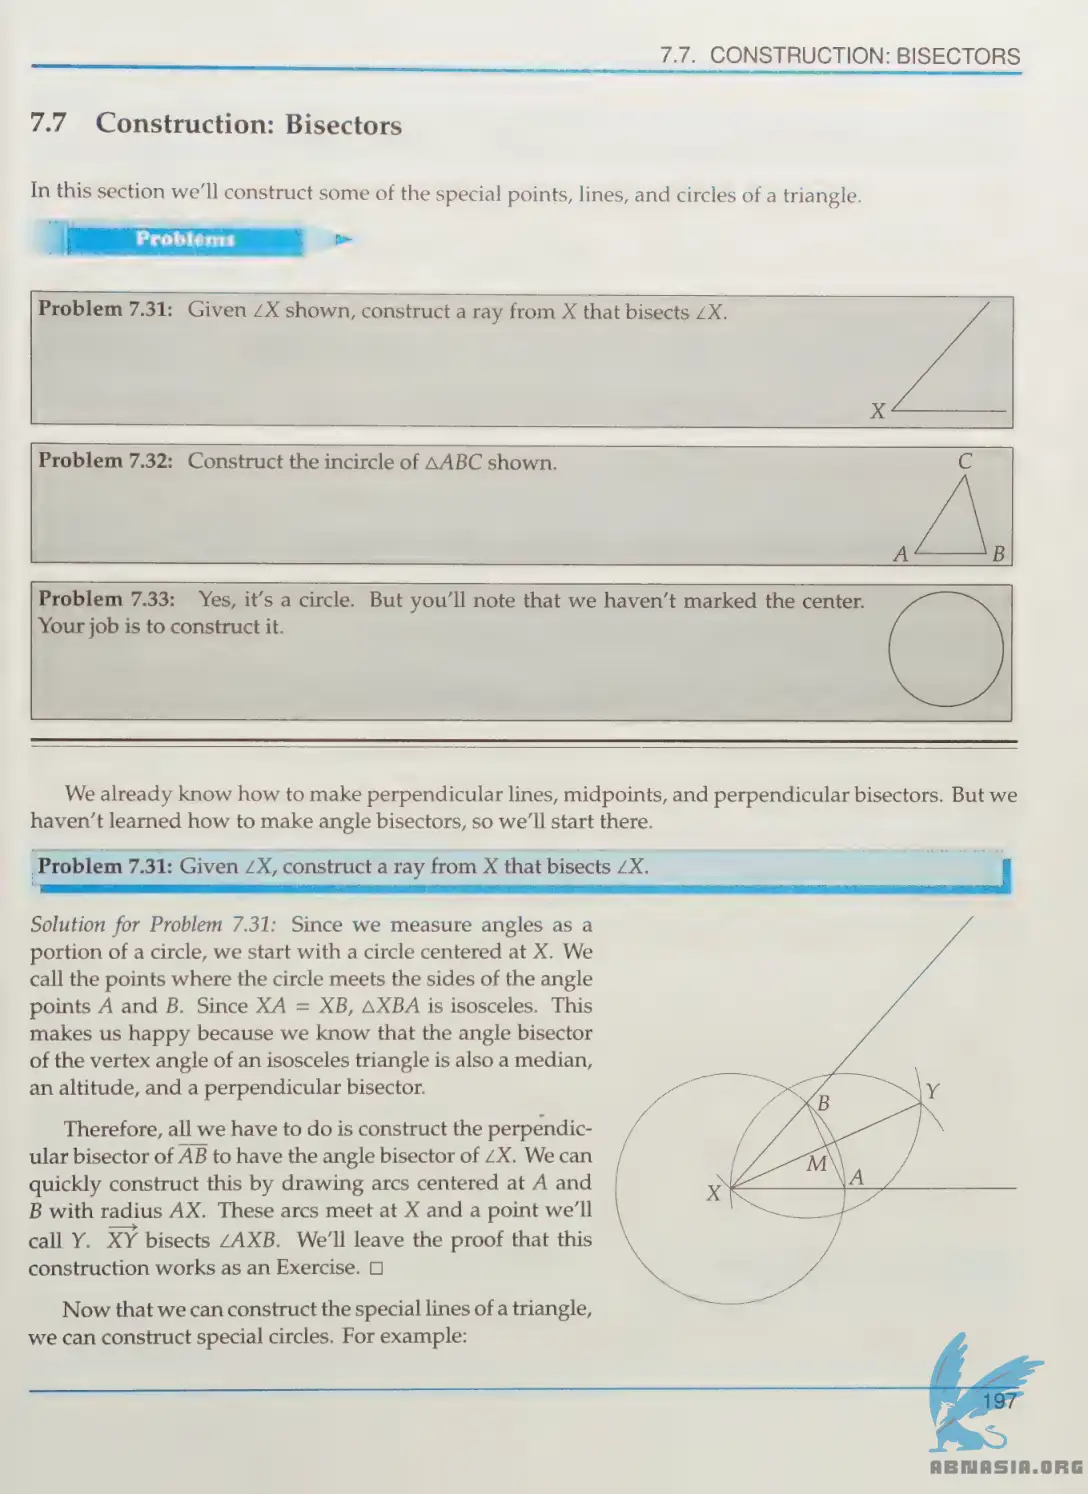 7.7. CONSTRUCTION: BISECTORS
7.7 Construction: Bisectors
In this section we'll construct some of the special points, lines, and circles of a triangle.
Problems
Problem 7.31: Given ∠X shown, construct a ray from X that bisects ∠X.
X
Problem 7.32: Construct the incircle of △ABC shown.
C
A
B
Problem 7.33: Yes, it's a circle. But you'll note that we haven't marked the center.
Your job is to construct it.
We already know how to make perpendicular lines, midpoints, and perpendicular bisectors. But we
haven't learned how to make angle bisectors, so we'll start there.
Problem 7.31: Given ∠X, construct a ray from X that bisects ∠X.
Solution for Problem 7.31: Since we measure angles as a
portion of a circle, we start with a circle centered at X. We
call the points where the circle meets the sides of the angle
points A and B. Since XA = XB, △XBA is isosceles. This
makes us happy because we know that the angle bisector
of the vertex angle of an isosceles triangle is also a median,
an altitude, and a perpendicular bisector.
Therefore, all we have to do is construct the perpendic-
ular bisector of A̅B̅ to have the angle bisector of ∠X. We can
quickly construct this by drawing arcs centered at A and
B with radius AX. These arcs meet at X and a point we'll
call Y. XY⃗ bisects ∠AXB. We'll leave the proof that this
construction works as an Exercise. □
Now that we can construct the special lines of a triangle,
we can construct special circles. For example:
B
Y
M
A
X
197
ABNASIA.ORG